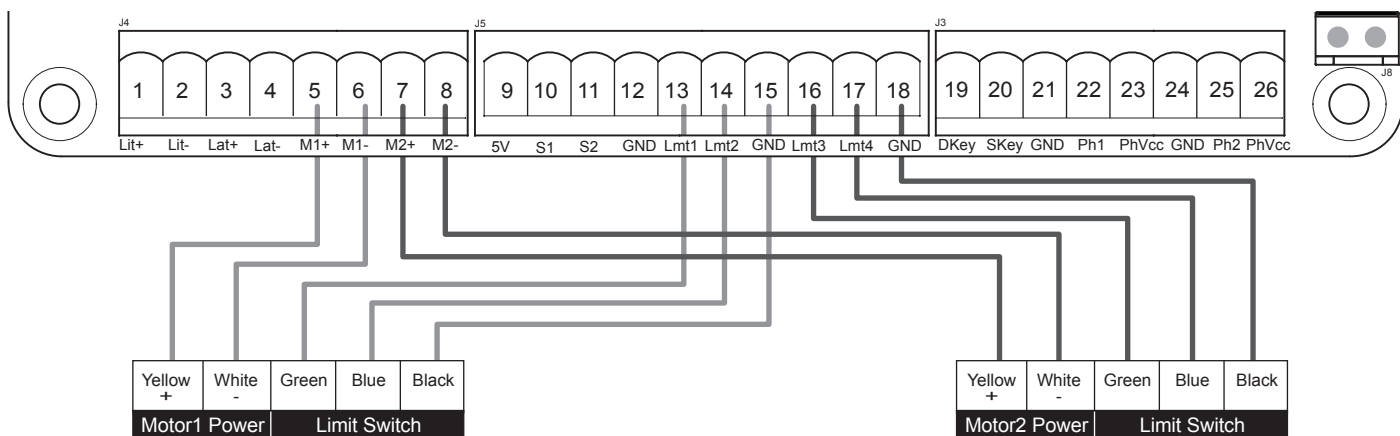 J4 J5 J3
1 2 3 4 5 6 7 8 9 10 11 12 13 14 15 16 17 18 19 20 21 22 23 24 25 26
J8
Lit+ Lit- Lat+ Lat- M1+ M1- M2+ M2- 5V S1 S2 GND Lmt1 Lmt2 GND Lmt3 Lmt4 GND DKey SKey GND Ph1 PhVcc GND Ph2 PhVcc
Yellow White Green Blue Black Yellow White Green Blue Black
+ - + -
Motor1 Power Limit Switch Motor2 Power Limit Switch